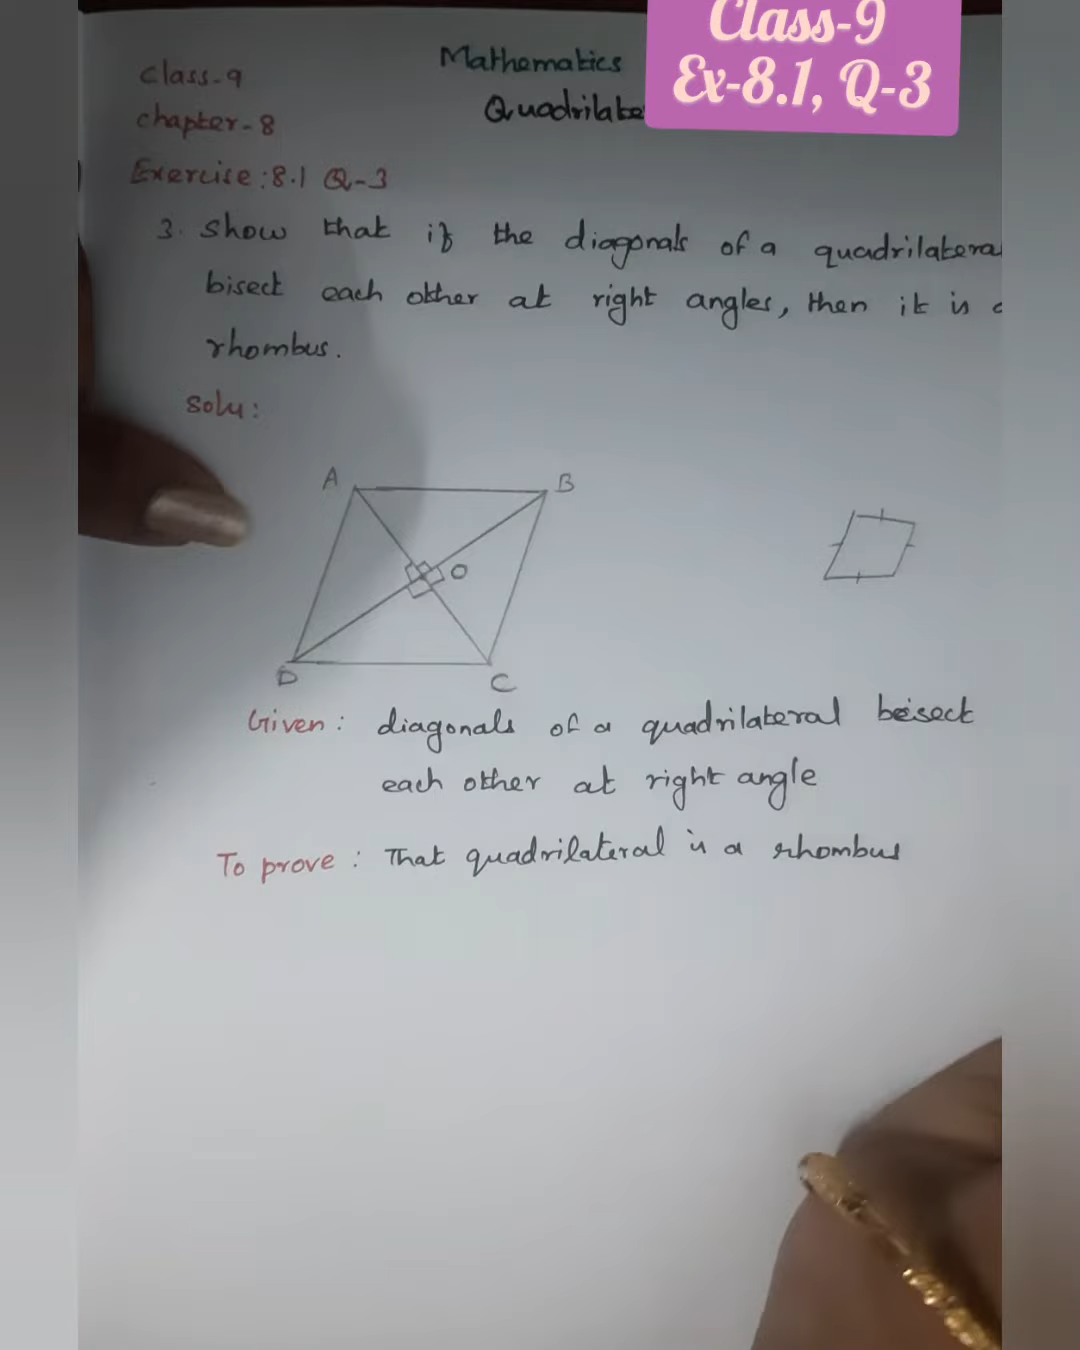 Class-9
Ex-8.1, Q-3
Mathematics
class-9
chapter-8
Exercise:8.1 Q-3
3. Show that if the diagonals of a
bisect each other at right angles, then it is
rhombus.
Solu:
A B
O
D C
Given: diagonals of a quadrilateral bisect
each other at right angle
To prove: That quadrilateral is a rhombus